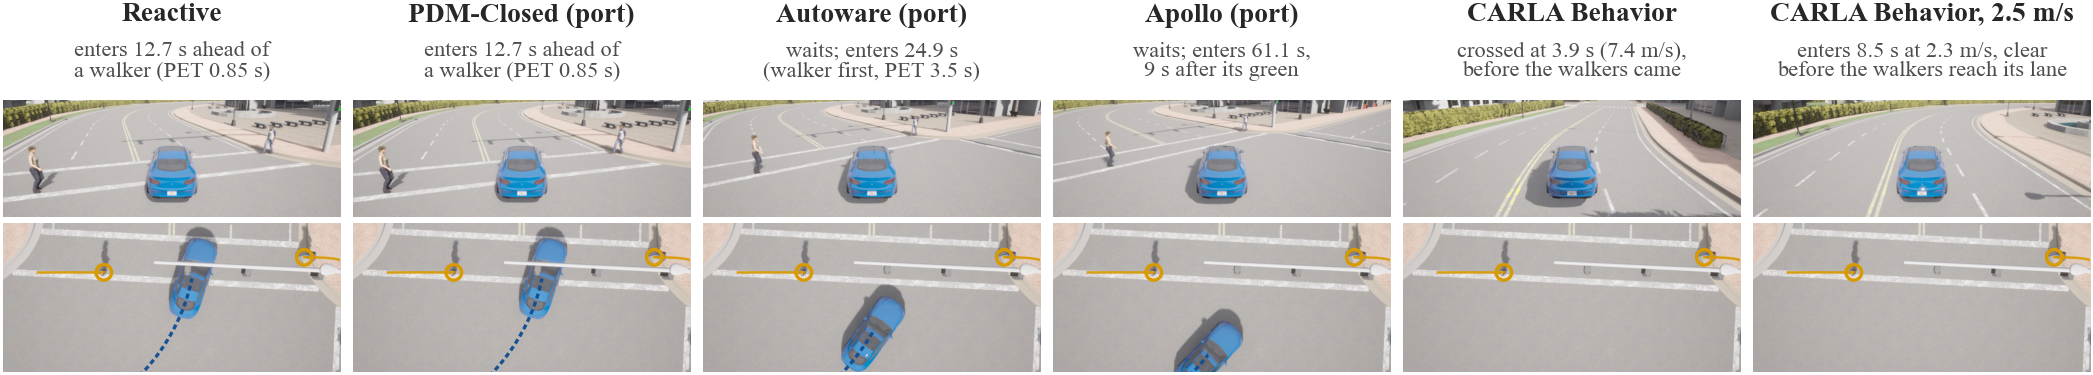 Reactive
enters 12.7 s ahead of
a walker (PET 0.85 s)
PDM-Closed (port)
enters 12.7 s ahead of
a walker (PET 0.85 s)
Autoware (port)
waits; enters 24.9 s
(walker first, PET 3.5 s)
Apollo (port)
waits; enters 61.1 s,
9 s after its green
CARLA Behavior
crossed at 3.9 s (7.4 m/s),
before the walkers came
CARLA Behavior, 2.5 m/s
enters 8.5 s at 2.3 m/s, clear
before the walkers reach its lane